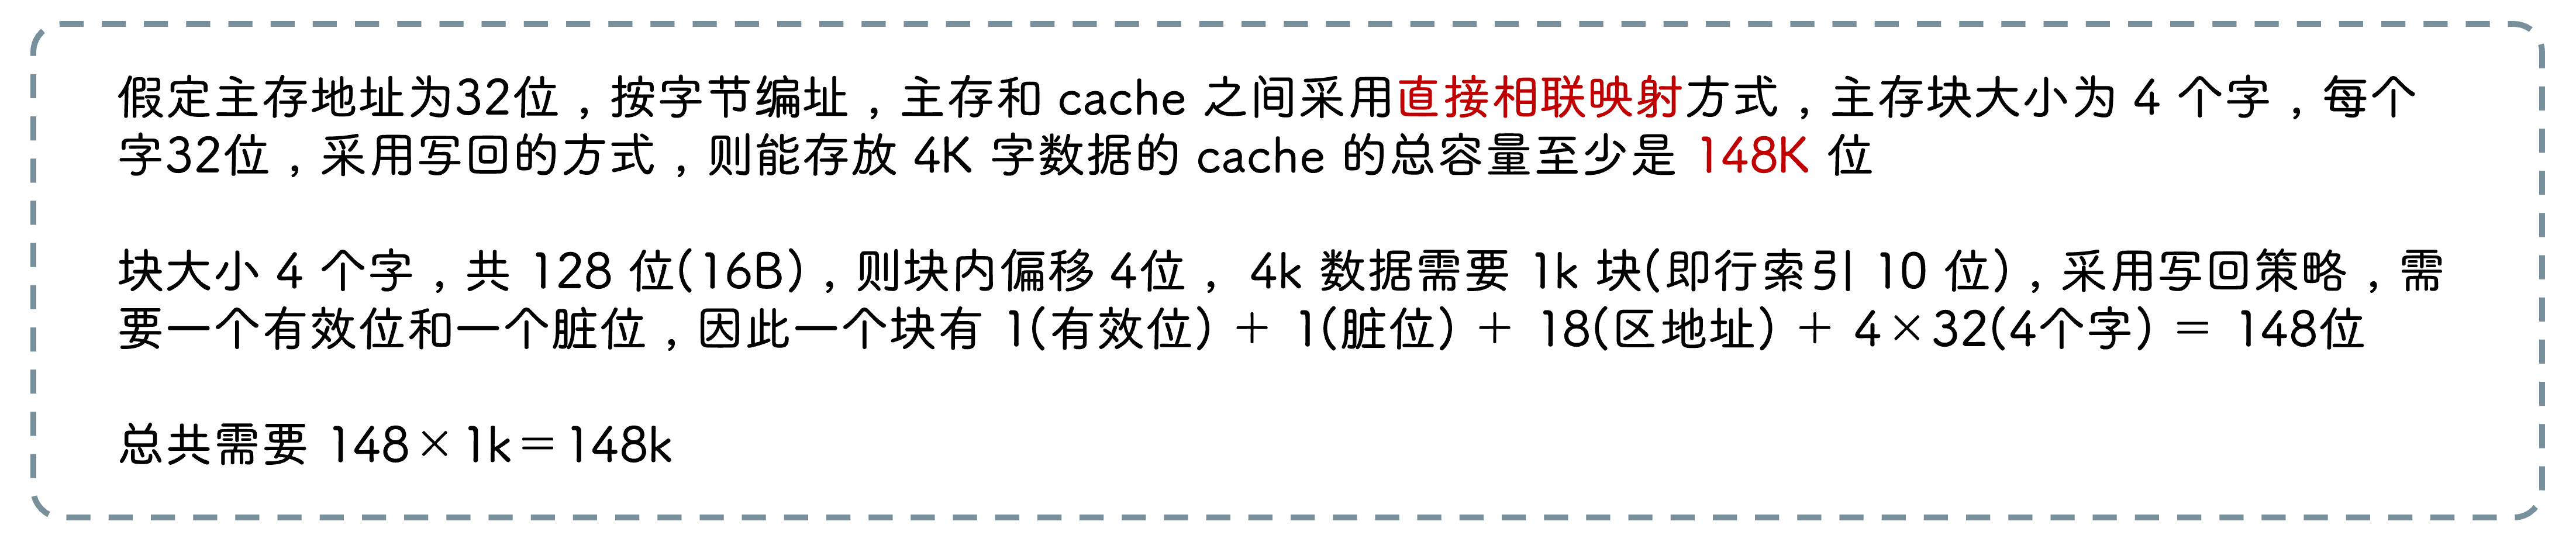 假定主存地址为32位，按字节编址，主存和 cache 之间采用直接相联映射方式，主存块大小为 4 个字，每个
字32位，采用写回的方式，则能存放 4K 字数据的 cache 的总容量至少是 148K 位
块大小 4 个字，共 128 位(16B)，则块内偏移 4位， 4k 数据需要 1k 块(即行索引 10 位)，采用写回策略，需
要一个有效位和一个脏位，因此一个块有 1(有效位) + 1(脏位) + 18(区地址) + 4×32(4个字) = 148位
总共需要 148×1k=148k